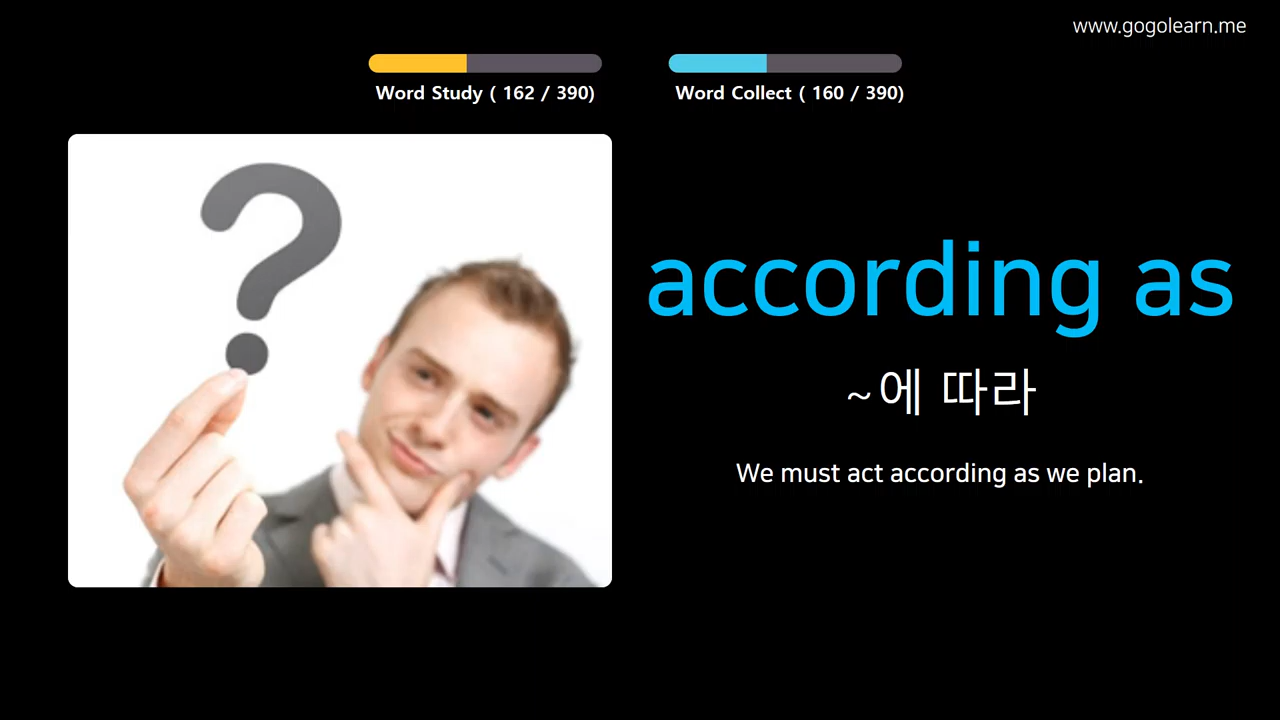 www.gogolearn.me
Word Study ( 162 / 390)
Word Collect ( 160 / 390)
according as
~에 따라
We must act according as we plan.